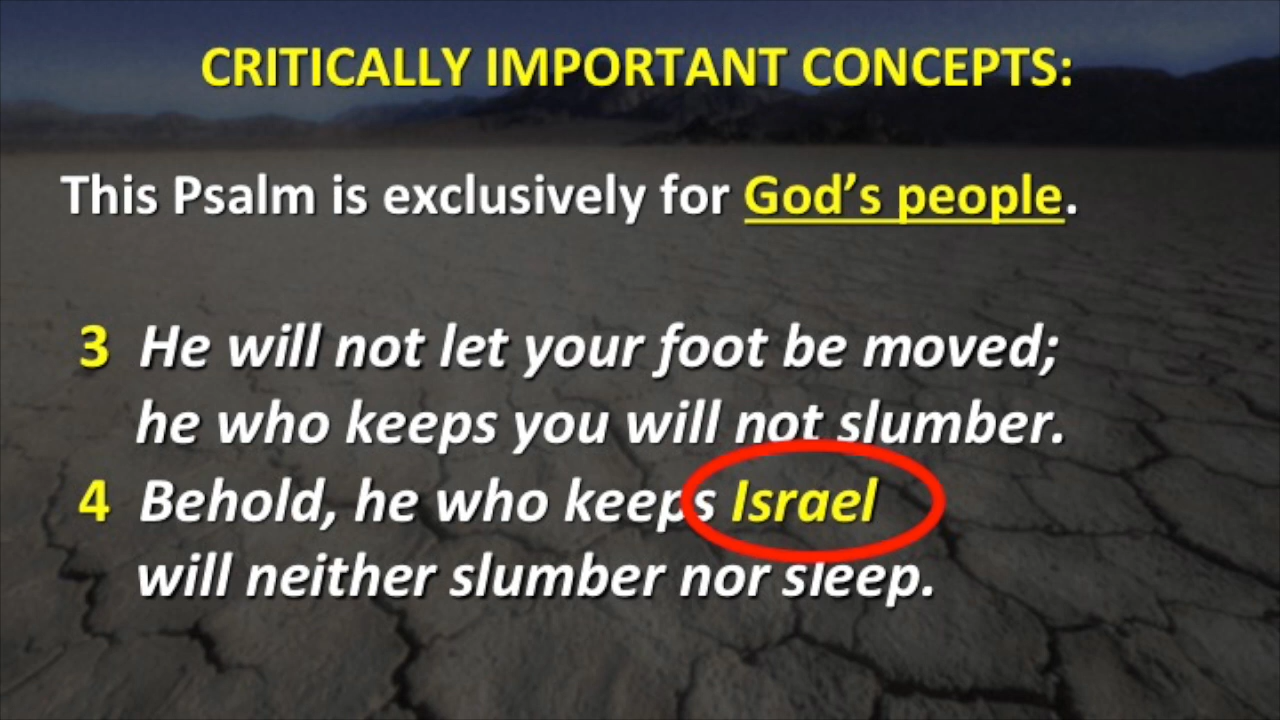 CRITICALLY IMPORTANT CONCEPTS:
This Psalm is exclusively for God’s people.
3 He will not let your foot be moved;
he who keeps you will not slumber.
4 Behold, he who keeps Israel
will neither slumber nor sleep.